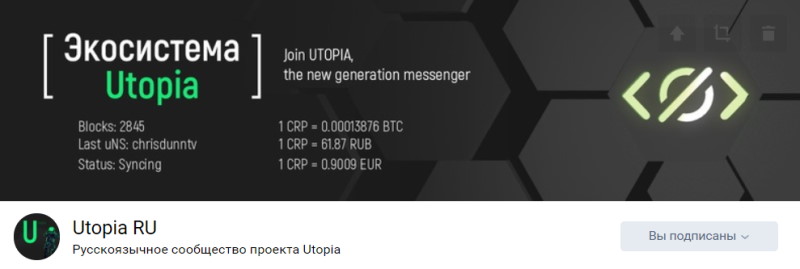 [ Экосистема
Utopia ]
Join UTOPIA,
the new generation messenger
Blocks: 2845
Last uNS: chrisdunntv
Status: Syncing
1 CRP = 0.00013876 BTC
1 CRP = 61.87 RUB
1 CRP = 0.9009 EUR
U
Utopia RU
Русскоязычное сообщество проекта Utopia
Вы подписаны